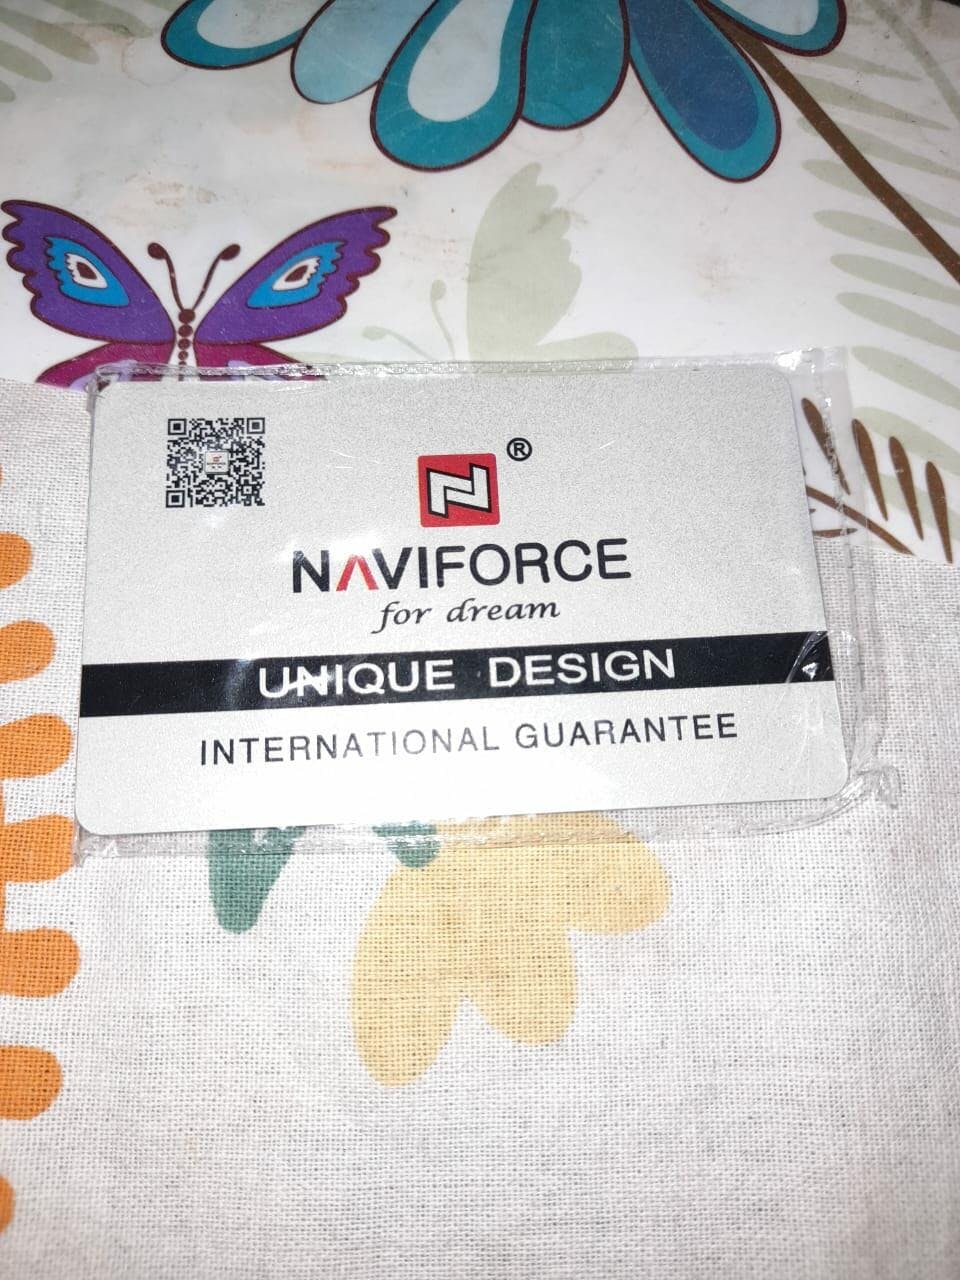 ®
NAVIFORCE
for dream
UNIQUE DESIGN
INTERNATIONAL GUARANTEE